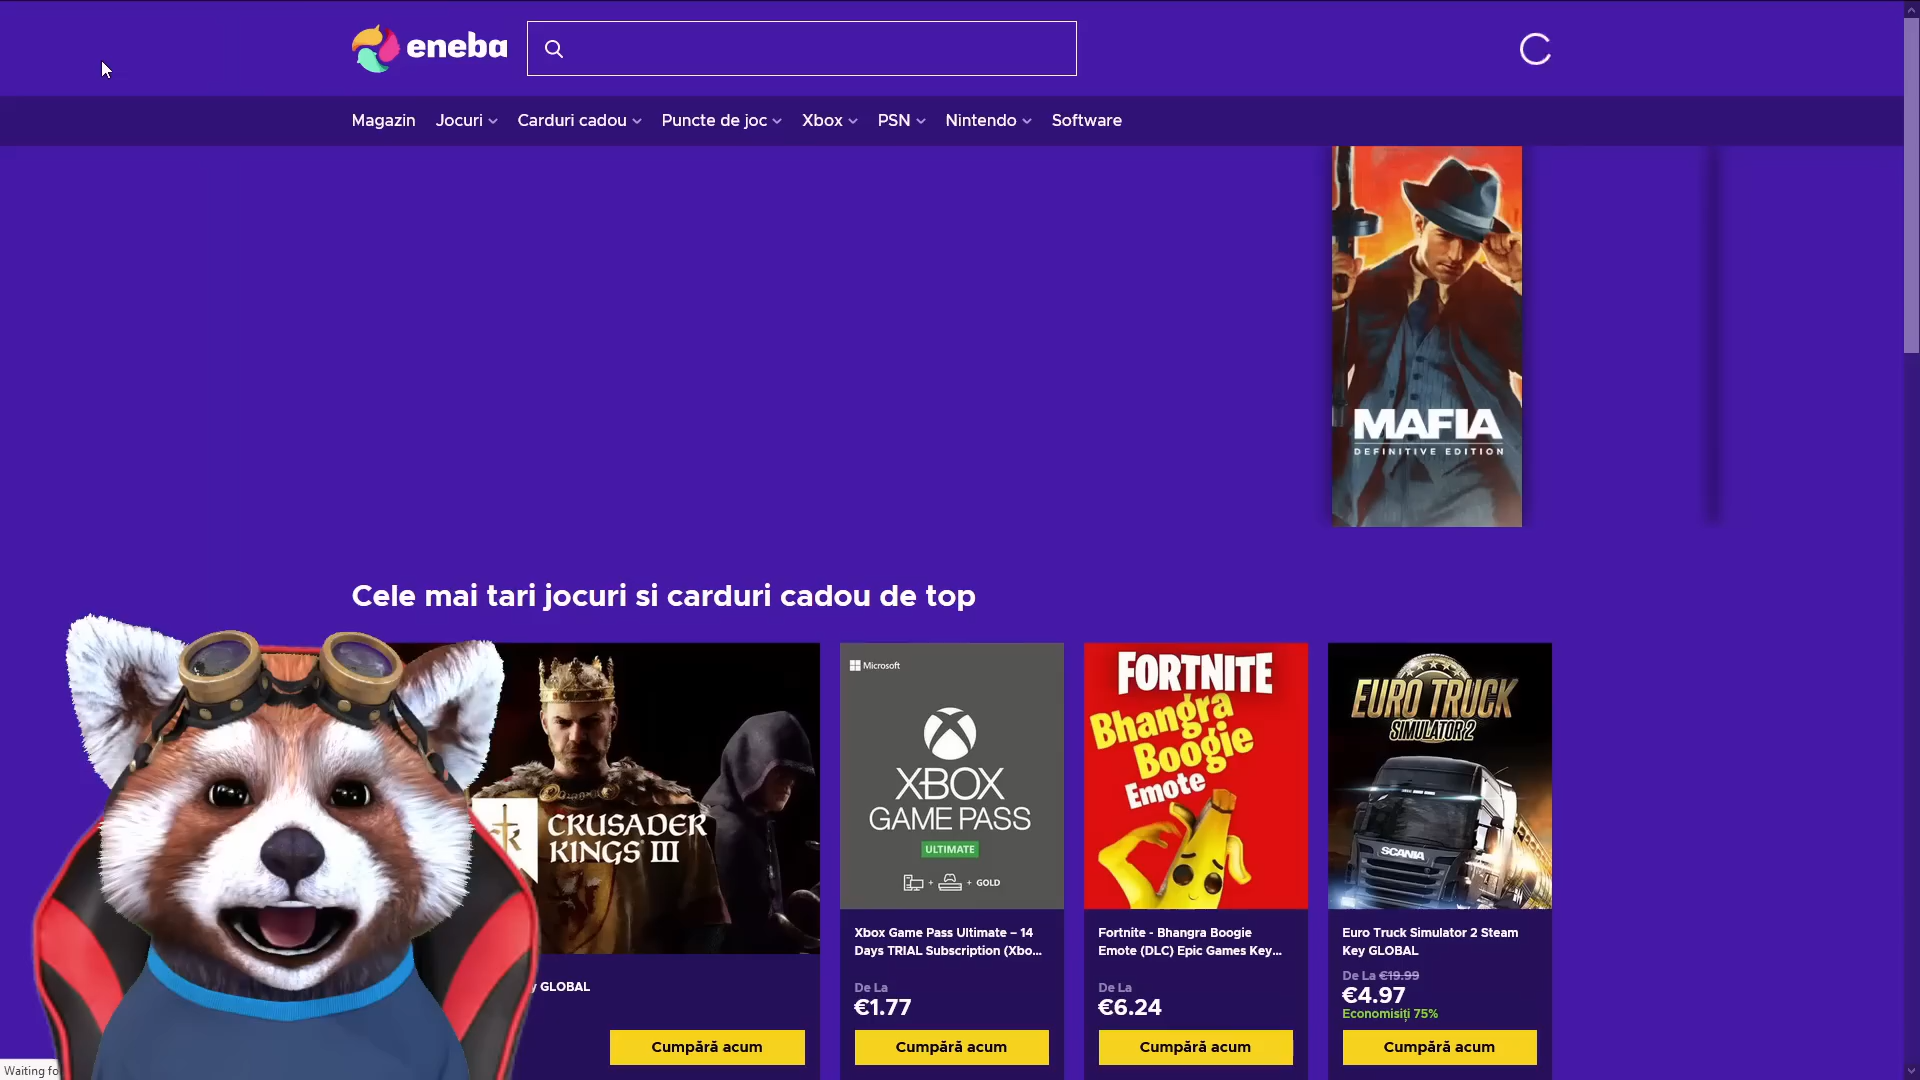 eneba
Magazin Jocuri Carduri cadou Puncte de joc Xbox PSN Nintendo Software
MAFIA
DEFINITIVE EDITION
Cele mai tari jocuri si carduri cadou de top
CRUSADER
KINGS III
GLOBAL
Cumpără acum
Microsoft
XBOX
GAME PASS
ULTIMATE
+ + GOLD
Xbox Game Pass Ultimate – 14
Days TRIAL Subscription (Xbo...
De La
€1.77
Cumpără acum
FORTNITE
Bhangra
Boogie
Emote
Fortnite - Bhangra Boogie
Emote (DLC) Epic Games Key...
De La
€6.24
Cumpără acum
EURO TRUCK
SIMULATOR 2
SCANIA
Euro Truck Simulator 2 Steam
Key GLOBAL
De La €19.99
€4.97
Economisiți 75%
Cumpără acum
Waiting fo